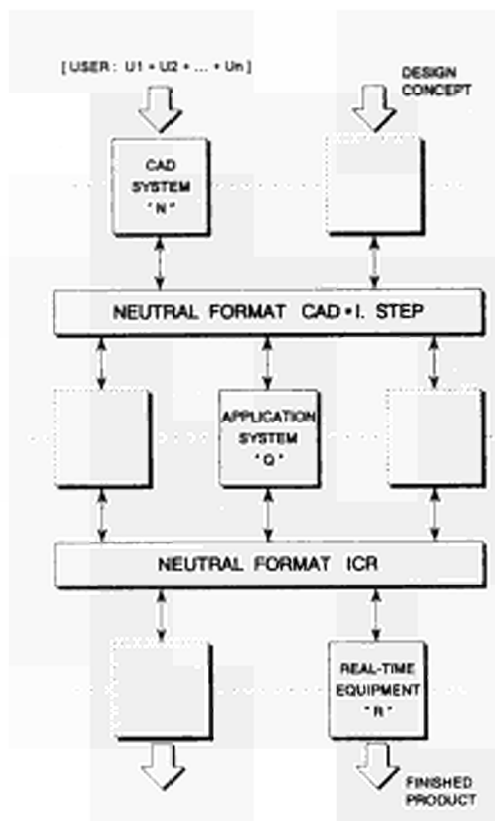 [ USER : U1 + U2 + ... + Un ]
DESIGN
CONCEPT
CAD
SYSTEM
"N"
NEUTRAL FORMAT CAD*I. STEP
APPLICATION
SYSTEM
"Q"
NEUTRAL FORMAT ICR
REAL-TIME
EQUIPMENT
"R"
FINISHED
PRODUCT